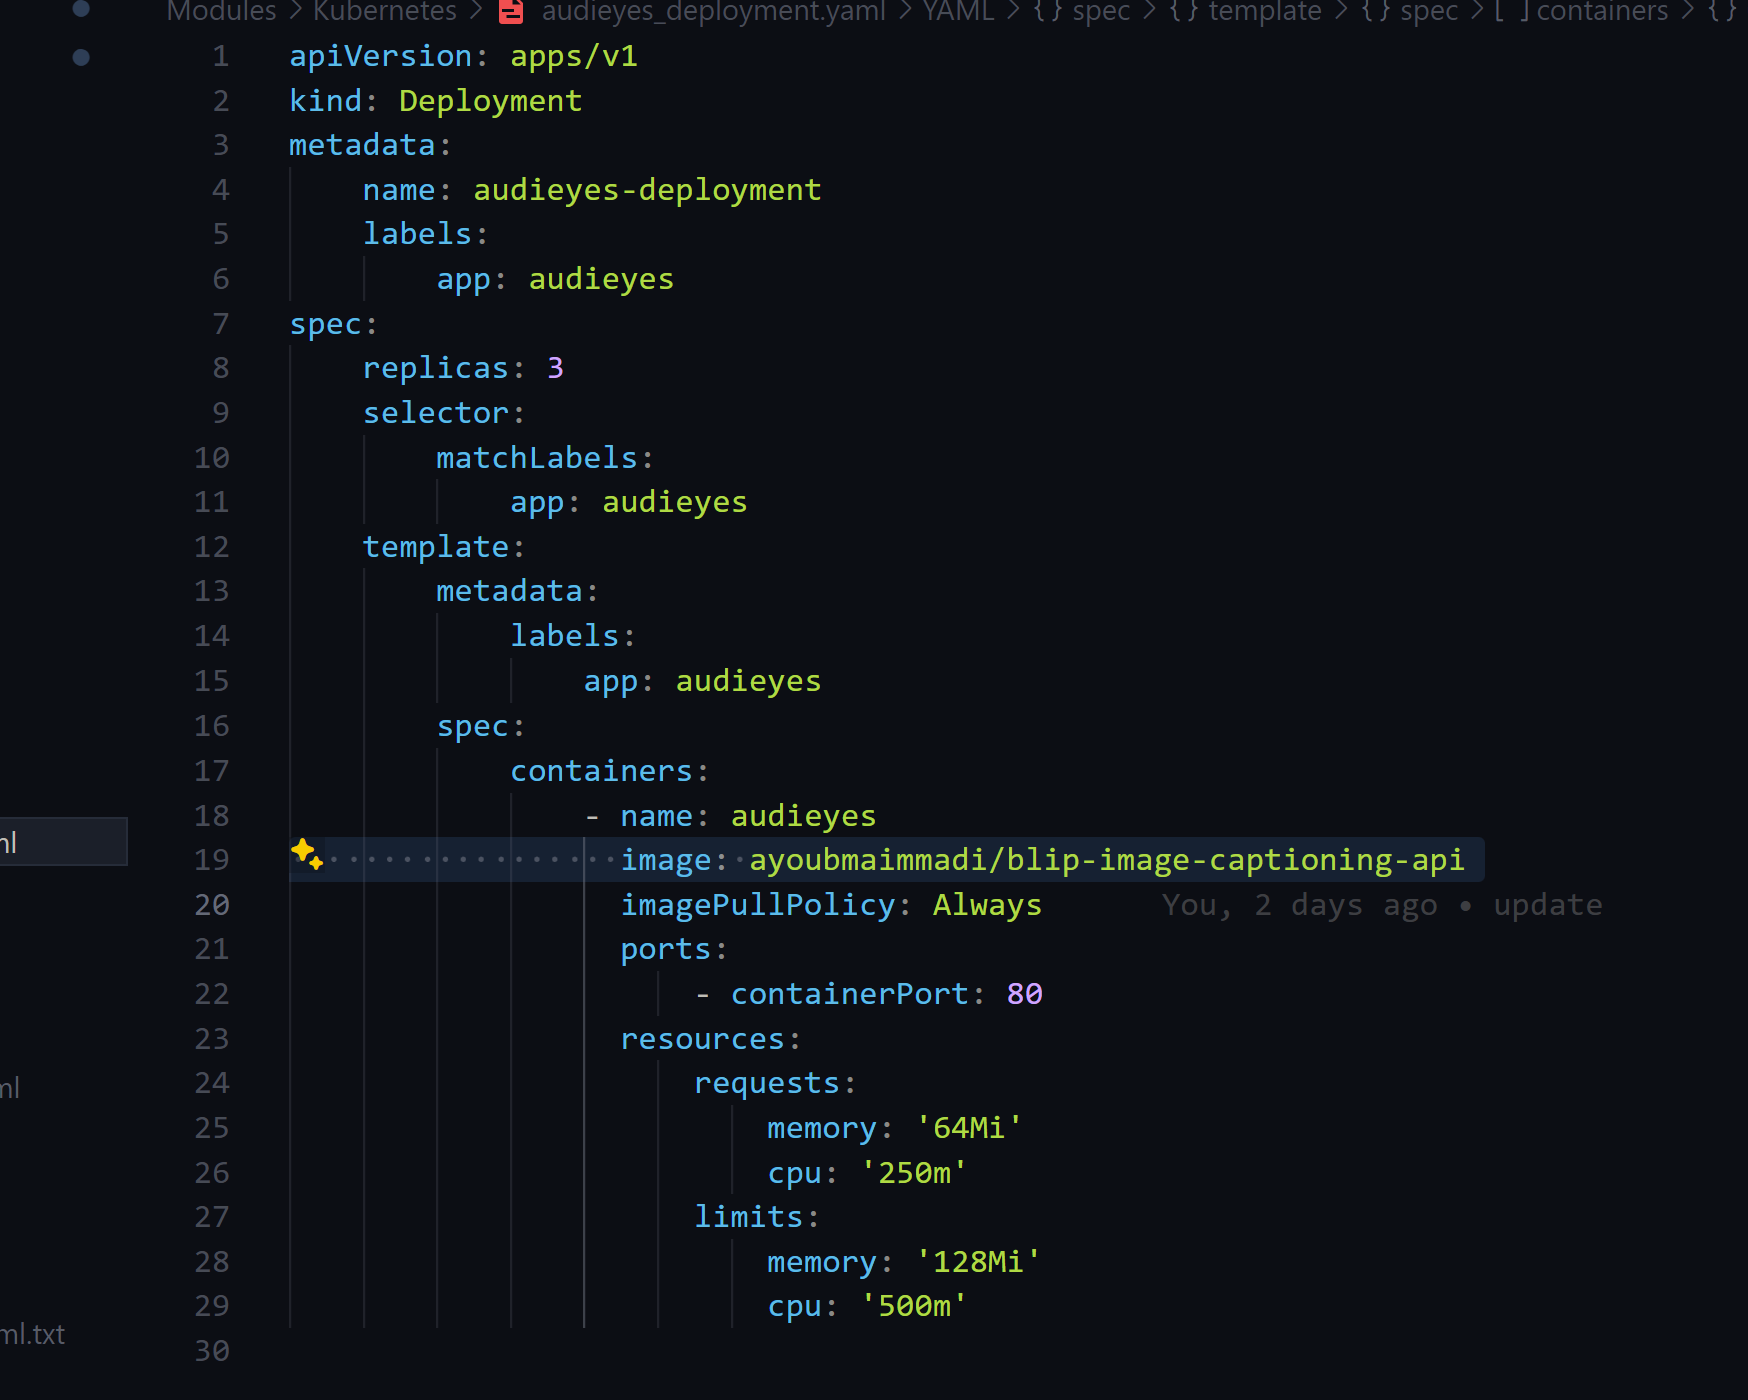 Modules > Kubernetes > audieyes_deployment.yaml > YAML > {} spec > {} template > {} spec > [ ] containers > {}
1 apiVersion: apps/v1
2 kind: Deployment
3 metadata:
4     name: audieyes-deployment
5     labels:
6         app: audieyes
7 spec:
8     replicas: 3
9     selector:
10         matchLabels:
11             app: audieyes
12     template:
13         metadata:
14             labels:
15                 app: audieyes
16         spec:
17             containers:
18                 - name: audieyes
19                   image: ayoubmaimmadi/blip-image-captioning-api
20                   imagePullPolicy: Always     You, 2 days ago • update
21                   ports:
22                       - containerPort: 80
23                   resources:
24                       requests:
25                           memory: '64Mi'
26                           cpu: '250m'
27                       limits:
28                           memory: '128Mi'
29                           cpu: '500m'
30
ml
ml
ml.txt